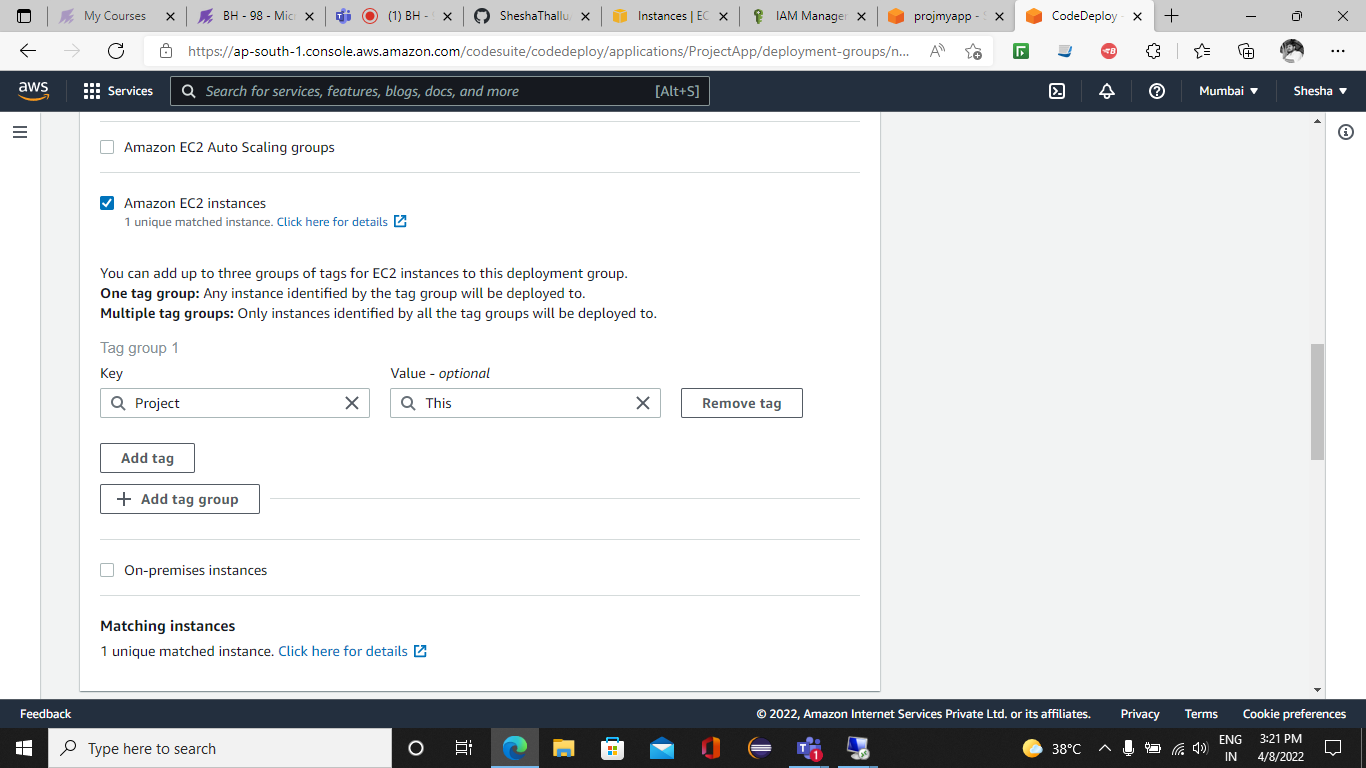 My Courses
BH - 98 - Mic
(1) BH -
SheshaThallu
Instances | EC
IAM Manager
projmyapp - S
CodeDeploy -
https://ap-south-1.console.aws.amazon.com/codesuite/codedeploy/applications/ProjectApp/deployment-groups/n...
aws
Services
Search for services, features, blogs, docs, and more
[Alt+S]
Mumbai
Shesha
Amazon EC2 Auto Scaling groups
Amazon EC2 instances
1 unique matched instance. Click here for details
You can add up to three groups of tags for EC2 instances to this deployment group.
One tag group: Any instance identified by the tag group will be deployed to.
Multiple tag groups: Only instances identified by all the tag groups will be deployed to.
Tag group 1
Key
Value - optional
Project
This
Remove tag
Add tag
Add tag group
On-premises instances
Matching instances
1 unique matched instance. Click here for details
Feedback
© 2022, Amazon Internet Services Private Ltd. or its affiliates.
Privacy
Terms
Cookie preferences
Type here to search
1
38°C
ENG
IN
3:21 PM
4/8/2022